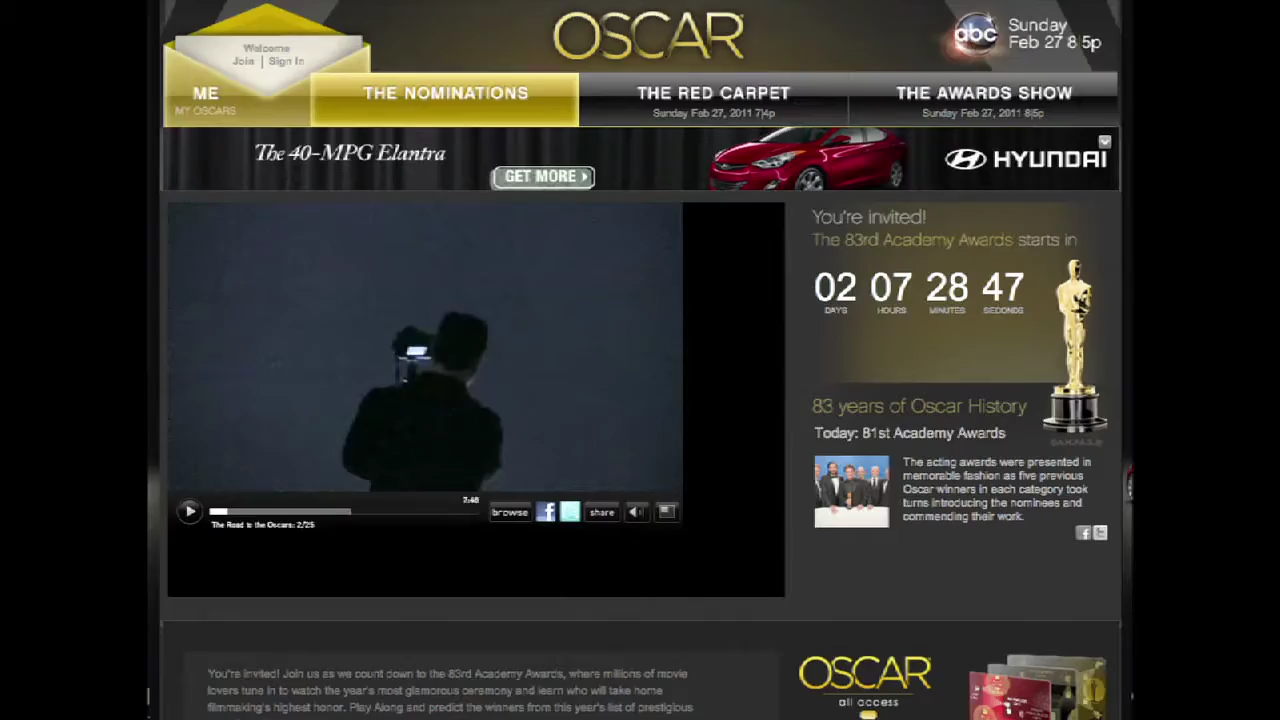 Welcome
Join | Sign In
OSCAR
abc
Sunday
Feb 27 8|5p
ME
MY OSCARS
THE NOMINATIONS
THE RED CARPET
Sunday Feb 27, 2011 7|4p
THE AWARDS SHOW
Sunday Feb 27, 2011 8|5p
The 40-MPG Elantra
GET MORE
HYUNDAI
You're invited!
The 83rd Academy Awards starts in
02 07 28 47
DAYS HOURS MINUTES SECONDS
83 years of Oscar History
Today: 81st Academy Awards
The acting awards were presented in
memorable fashion as five previous
Oscar winners in each category took
turns introducing the nominees and
commending their work.
7:48
browse f share
The Road to the Oscars: 2/25
f t
You're invited! Join us as we count down to the 83rd Academy Awards, where millions of movie
lovers tune in to watch the year's most glamorous ceremony and learn who will take home
filmmaking's highest honor. Play Along and predict the winners from this year's list of prestigious
OSCAR
all access